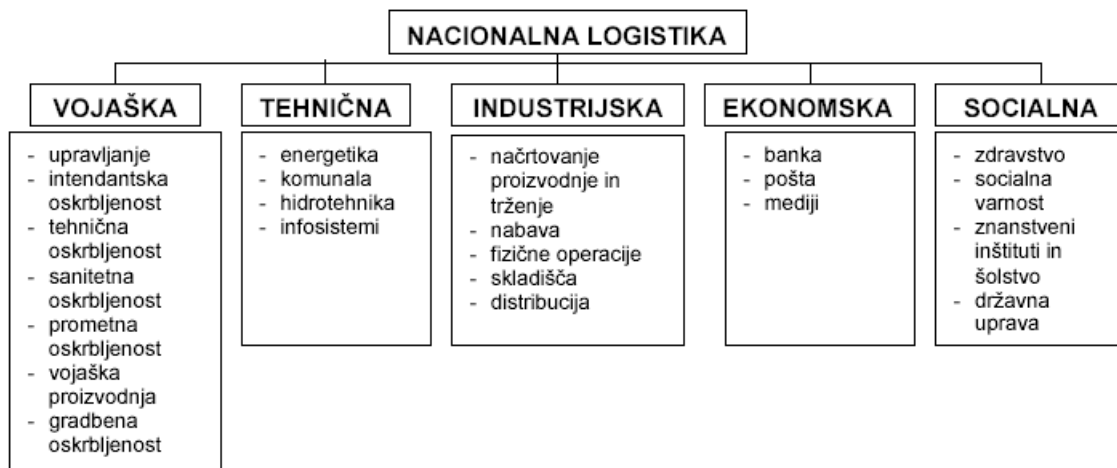 NACIONALNA LOGISTIKA
VOJAŠKA
- upravljanje
- intendantska
oskrbljenost
- tehnična
oskrbljenost
- sanitetna
oskrbljenost
- prometna
oskrbljenost
- vojaška
proizvodnja
- gradbena
oskrbljenost
TEHNIČNA
- energetika
- komunala
- hidrotehnika
- infosistemi
INDUSTRIJSKA
- načrtovanje
proizvodnje in
trženje
- nabava
- fizične operacije
- skladišča
- distribucija
EKONOMSKA
- banka
- pošta
- mediji
SOCIALNA
- zdravstvo
- socialna
varnost
- znanstveni
inštituti in
šolstvo
- državna
uprava